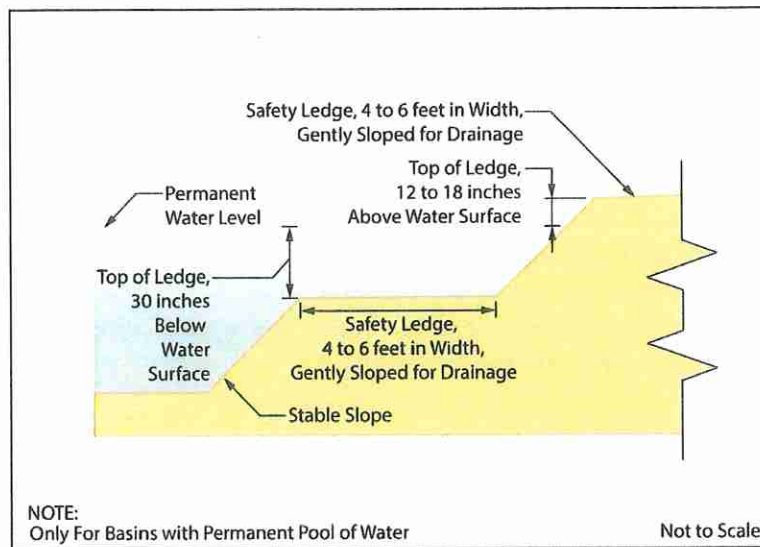 Safety Ledge, 4 to 6 feet in Width,
Gently Sloped for Drainage
Top of Ledge,
12 to 18 inches
Above Water Surface
Permanent
Water Level
Top of Ledge,
30 inches
Below
Water
Surface
Safety Ledge,
4 to 6 feet in Width,
Gently Sloped for Drainage
Stable Slope
NOTE:
Only For Basins with Permanent Pool of Water
Not to Scale